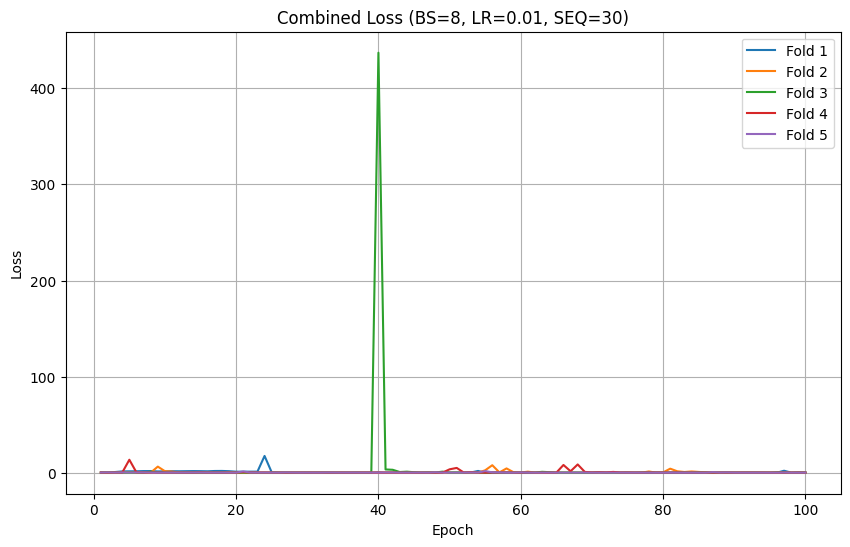 Combined Loss (BS=8, LR=0.01, SEQ=30)
Fold 1
Fold 2
Fold 3
Fold 4
Fold 5
Loss
400
300
200
100
0
0 20 40 60 80 100
Epoch